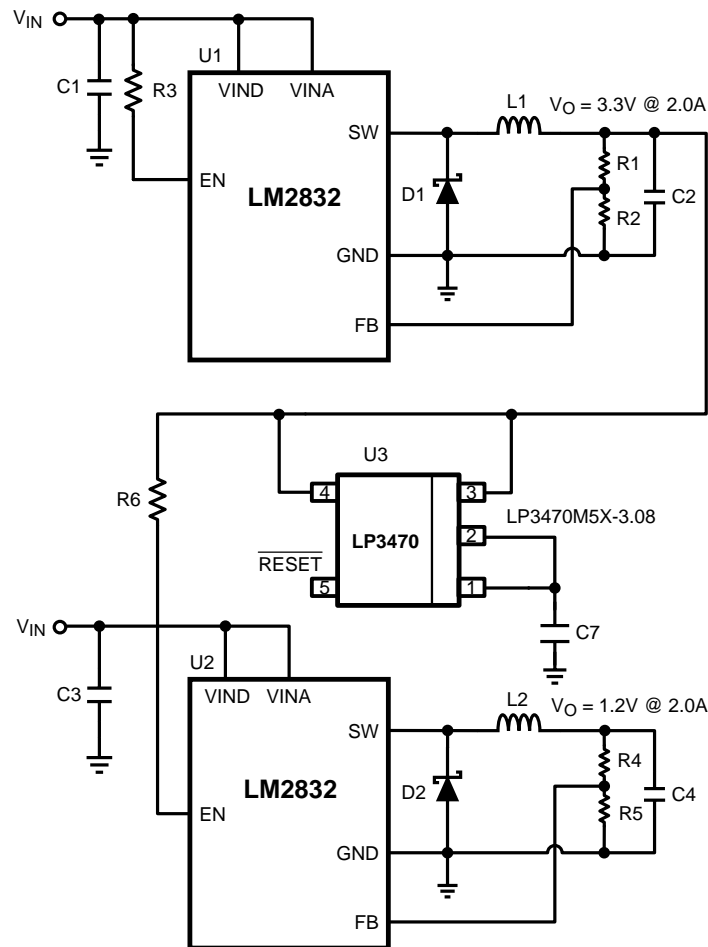 VIN
U1
C1
R3
VIND VINA
L1
VO = 3.3V @ 2.0A
SW
R1
EN
LM2832
D1
R2
C2
GND
FB
U3
R6
4
3
LP3470M5X-3.08
2
LP3470
RESET
5
1
VIN
C7
U2
C3
VIND VINA
L2
VO = 1.2V @ 2.0A
SW
R4
D2
C4
EN
LM2832
R5
GND
FB